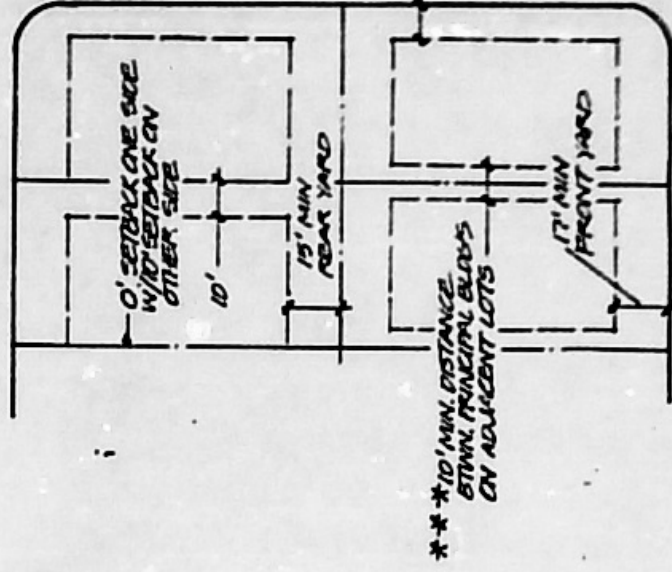 0' SETBACK ONE SIDE
W/10' SETBACK ON
OTHER SIDE
10'
15' MIN
REAR YARD
***10' MIN. DISTANCE
BTWN. PRINCIPAL BLDGS
ON ADJACENT LOTS
17' MIN
FRONT YARD